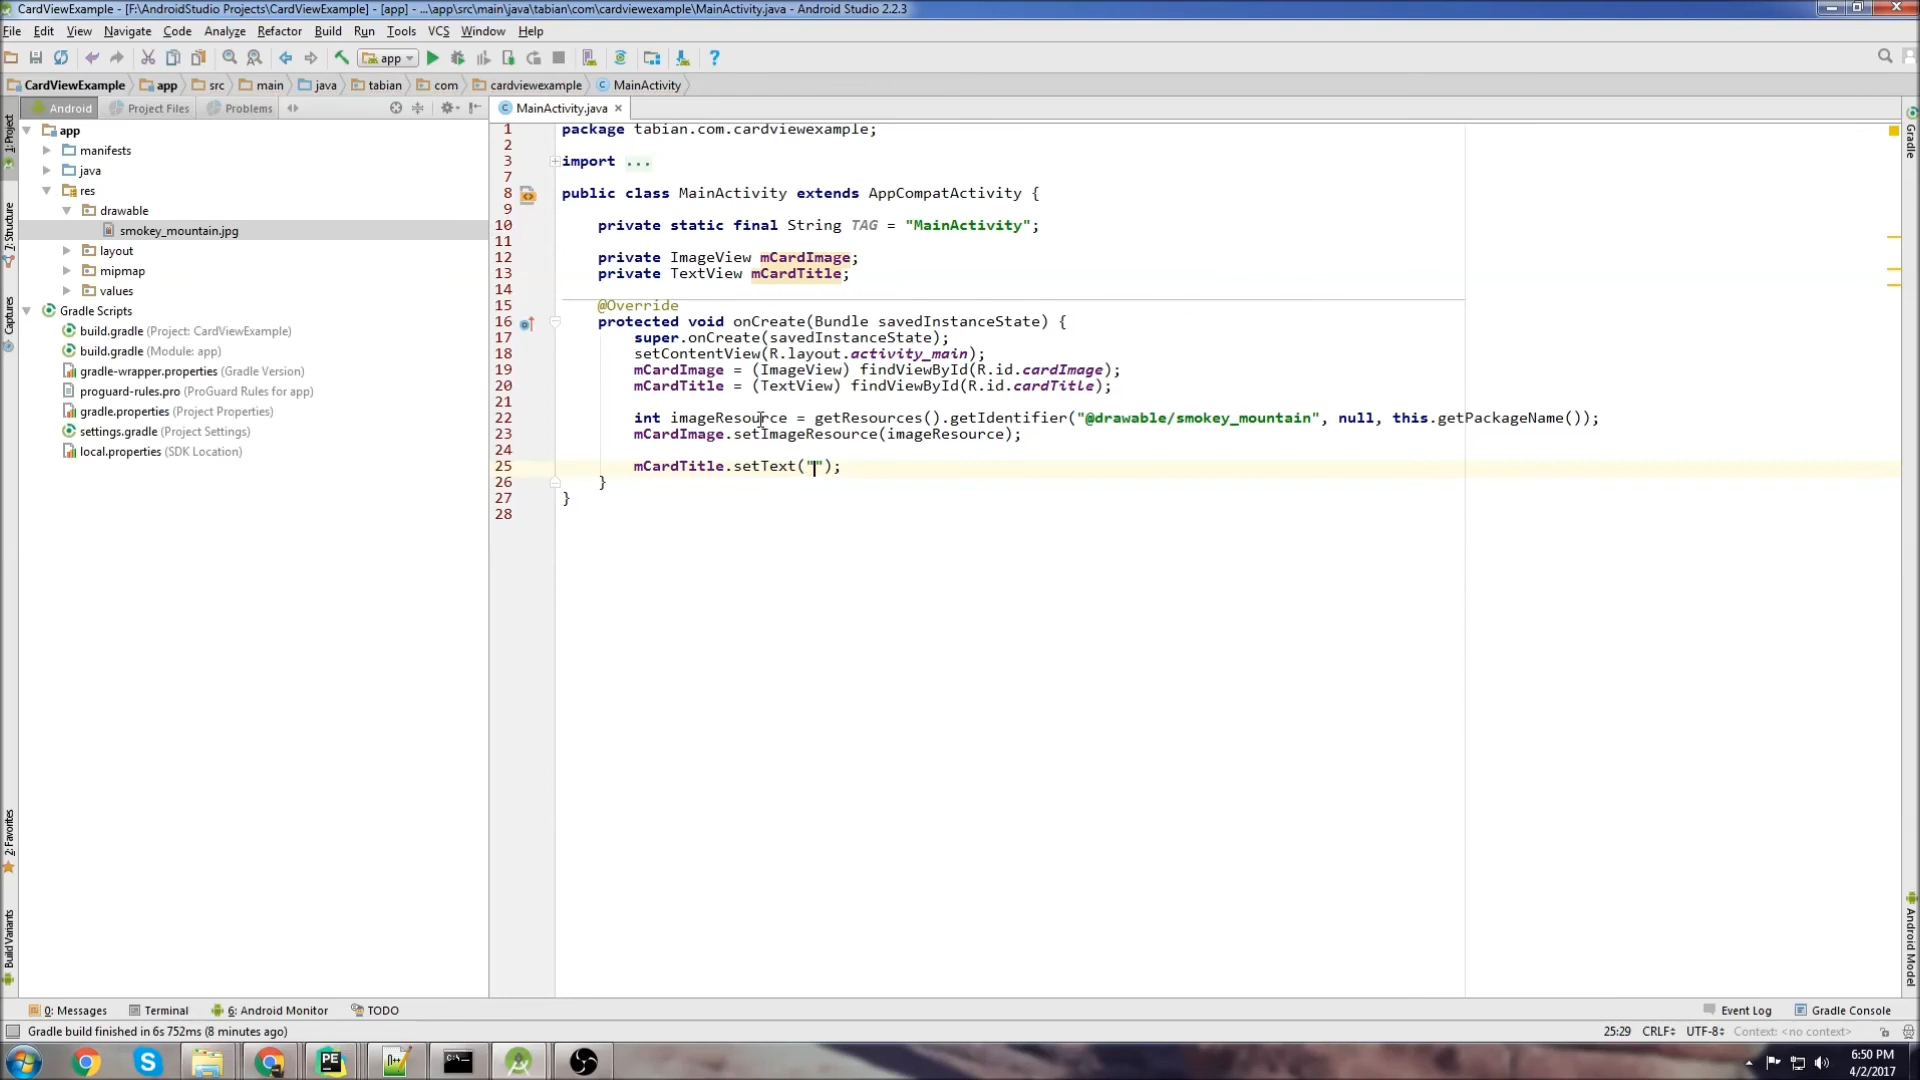 CardViewExample - [F:\AndroidStudio Projects\CardViewExample] - [app] - ...\app\src\main\java\tabian\com\cardviewexample\MainActivity.java - Android Studio 2.2.3
File Edit View Navigate Code Analyze Refactor Build Run Tools VCS Window Help
app
CardViewExample app src main java tabian com cardviewexample MainActivity
Android Project Files Problems MainActivity.java
1: Project
7: Structure
Captures
2: Favorites
Build Variants
app
manifests
java
res
drawable
smokey_mountain.jpg
layout
mipmap
values
Gradle Scripts
build.gradle (Project: CardViewExample)
build.gradle (Module: app)
gradle-wrapper.properties (Gradle Version)
proguard-rules.pro (ProGuard Rules for app)
gradle.properties (Project Properties)
settings.gradle (Project Settings)
local.properties (SDK Location)
1 package tabian.com.cardviewexample;
2
3 import ...
7
8 public class MainActivity extends AppCompatActivity {
9
10 private static final String TAG = "MainActivity";
11
12 private ImageView mCardImage;
13 private TextView mCardTitle;
14
15 @Override
16 protected void onCreate(Bundle savedInstanceState) {
17 super.onCreate(savedInstanceState);
18 setContentView(R.layout.activity_main);
19 mCardImage = (ImageView) findViewById(R.id.cardImage);
20 mCardTitle = (TextView) findViewById(R.id.cardTitle);
21
22 int imageResource = getResources().getIdentifier("@drawable/smokey_mountain", null, this.getPackageName());
23 mCardImage.setImageResource(imageResource);
24
25 mCardTitle.setText("");
26 }
27 }
28
Gradle
Android Model
0: Messages Terminal 6: Android Monitor TODO Event Log Gradle Console
Gradle build finished in 6s 752ms (8 minutes ago) 25:29 CRLF UTF-8 Context: <no context>
PE
6:50 PM
4/2/2017